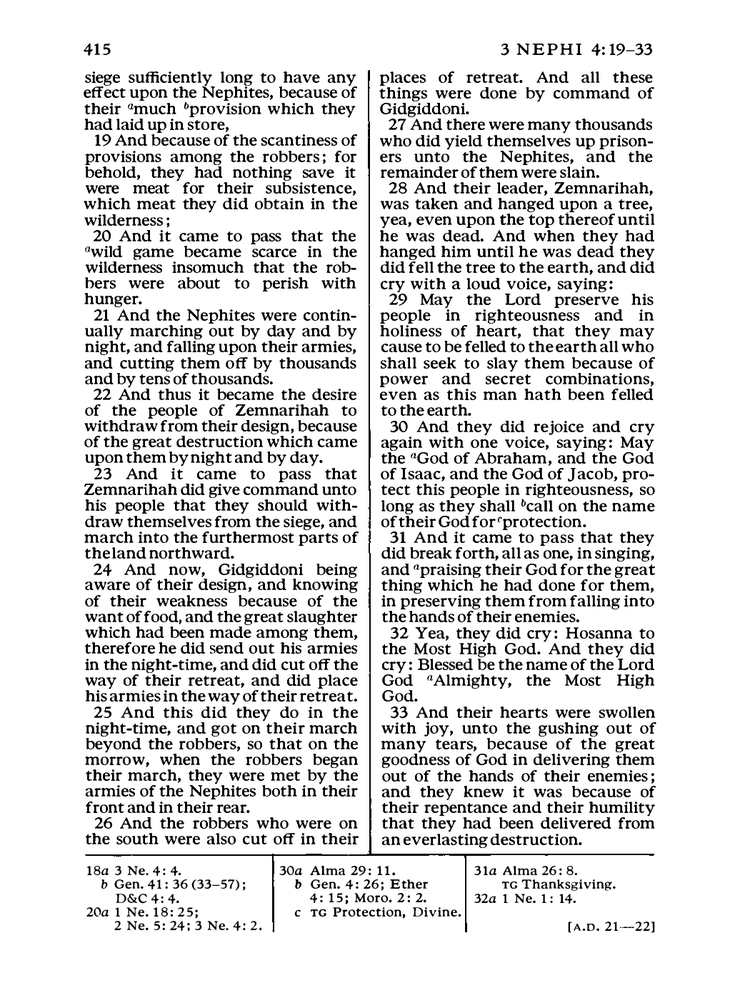 415
3 NEPHI 4:19–33
siege sufficiently long to have any
effect upon the Nephites, because of
their amuch bprovision which they
had laid up in store,
19 And because of the scantiness of
provisions among the robbers; for
behold, they had nothing save it
were meat for their subsistence,
which meat they did obtain in the
wilderness;
20 And it came to pass that the
awild game became scarce in the
wilderness insomuch that the rob-
bers were about to perish with
hunger.
21 And the Nephites were contin-
ually marching out by day and by
night, and falling upon their armies,
and cutting them off by thousands
and by tens of thousands.
22 And thus it became the desire
of the people of Zemnarihah to
withdraw from their design, because
of the great destruction which came
upon them by night and by day.
23 And it came to pass that
Zemnarihah did give command unto
his people that they should with-
draw themselves from the siege, and
march into the furthermost parts of
the land northward.
24 And now, Gidgiddoni being
aware of their design, and knowing
of their weakness because of the
want of food, and the great slaughter
which had been made among them,
therefore he did send out his armies
in the night-time, and did cut off the
way of their retreat, and did place
his armies in the way of their retreat.
25 And this did they do in the
night-time, and got on their march
beyond the robbers, so that on the
morrow, when the robbers began
their march, they were met by the
armies of the Nephites both in their
front and in their rear.
26 And the robbers who were on
the south were also cut off in their
places of retreat. And all these
things were done by command of
Gidgiddoni.
27 And there were many thousands
who did yield themselves up prison-
ers unto the Nephites, and the
remainder of them were slain.
28 And their leader, Zemnarihah,
was taken and hanged upon a tree,
yea, even upon the top thereof until
he was dead. And when they had
hanged him until he was dead they
did fell the tree to the earth, and did
cry with a loud voice, saying:
29 May the Lord preserve his
people in righteousness and in
holiness of heart, that they may
cause to be felled to the earth all who
shall seek to slay them because of
power and secret combinations,
even as this man hath been felled
to the earth.
30 And they did rejoice and cry
again with one voice, saying: May
the aGod of Abraham, and the God
of Isaac, and the God of Jacob, pro-
tect this people in righteousness, so
long as they shall bcall on the name
of their God for cprotection.
31 And it came to pass that they
did break forth, all as one, in singing,
and apraising their God for the great
thing which he had done for them,
in preserving them from falling into
the hands of their enemies.
32 Yea, they did cry: Hosanna to
the Most High God. And they did
cry: Blessed be the name of the Lord
God aAlmighty, the Most High
God.
33 And their hearts were swollen
with joy, unto the gushing out of
many tears, because of the great
goodness of God in delivering them
out of the hands of their enemies;
and they knew it was because of
their repentance and their humility
that they had been delivered from
an everlasting destruction.
18a 3 Ne. 4: 4.
b Gen. 41: 36 (33–57);
D&C 4: 4.
20a 1 Ne. 18: 25;
2 Ne. 5: 24; 3 Ne. 4: 2.
30a Alma 29: 11.
b Gen. 4: 26; Ether
4: 15; Moro. 2: 2.
c TG Protection, Divine.
31a Alma 26: 8.
TG Thanksgiving.
32a 1 Ne. 1: 14.
[A.D. 21—22]